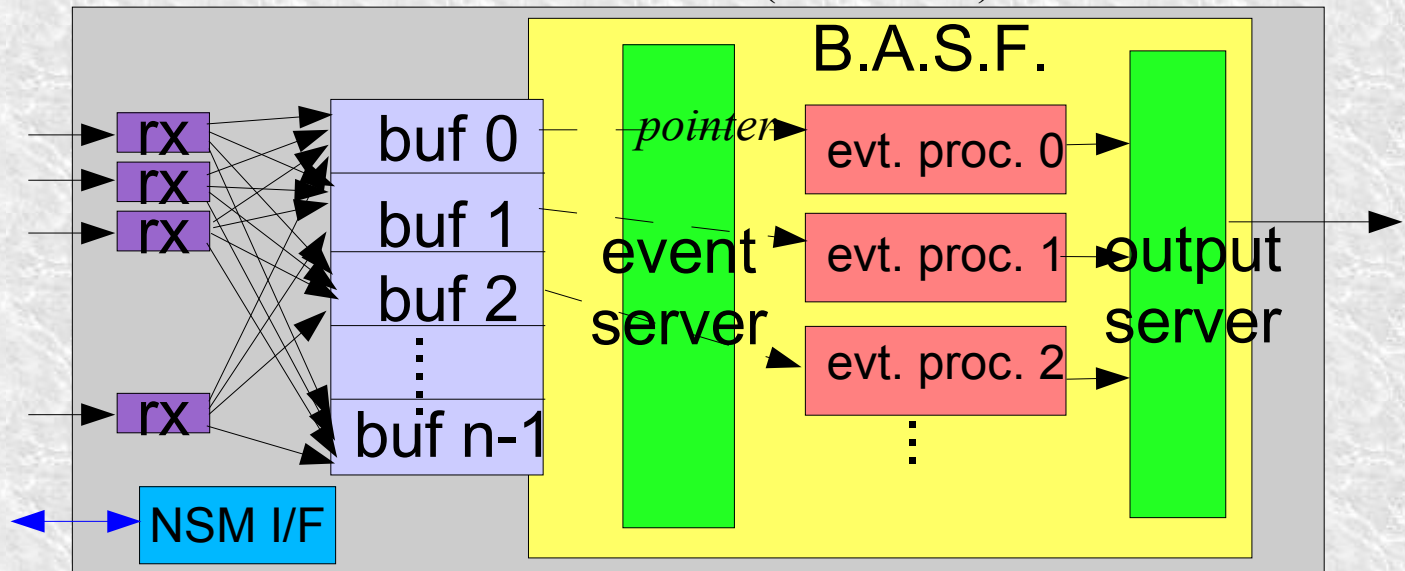 B.A.S.F.
rx
rx
rx
rx
buf 0
buf 1
buf 2
buf n-1
pointer
event
server
evt. proc. 0
evt. proc. 1
evt. proc. 2
output
server
NSM I/F